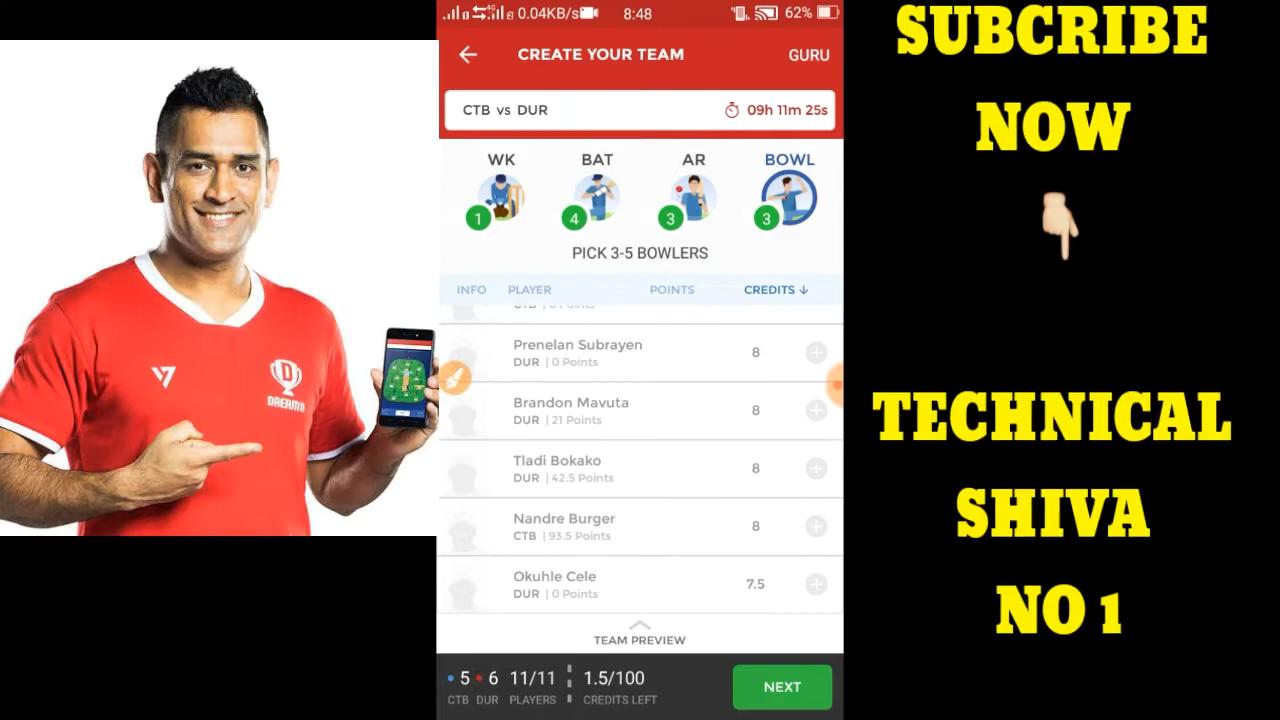 0.04KB/s
8:48
62%
CREATE YOUR TEAM
GURU
CTB vs DUR
09h 11m 25s
WK
BAT
AR
BOWL
1
4
3
3
PICK 3-5 BOWLERS
INFO
PLAYER
POINTS
CREDITS ↓
Prenelan Subrayen
DUR | 0 Points
8
Brandon Mavuta
DUR | 21 Points
8
Tladi Bokako
DUR | 42.5 Points
8
Nandre Burger
CTB | 93.5 Points
8
Okuhle Cele
DUR | 0 Points
7.5
TEAM PREVIEW
5
6
11/11
1.5/100
CTB
DUR
PLAYERS
CREDITS LEFT
NEXT
SUBCRIBE
NOW
TECHNICAL
SHIVA
NO 1
D
DREAM11